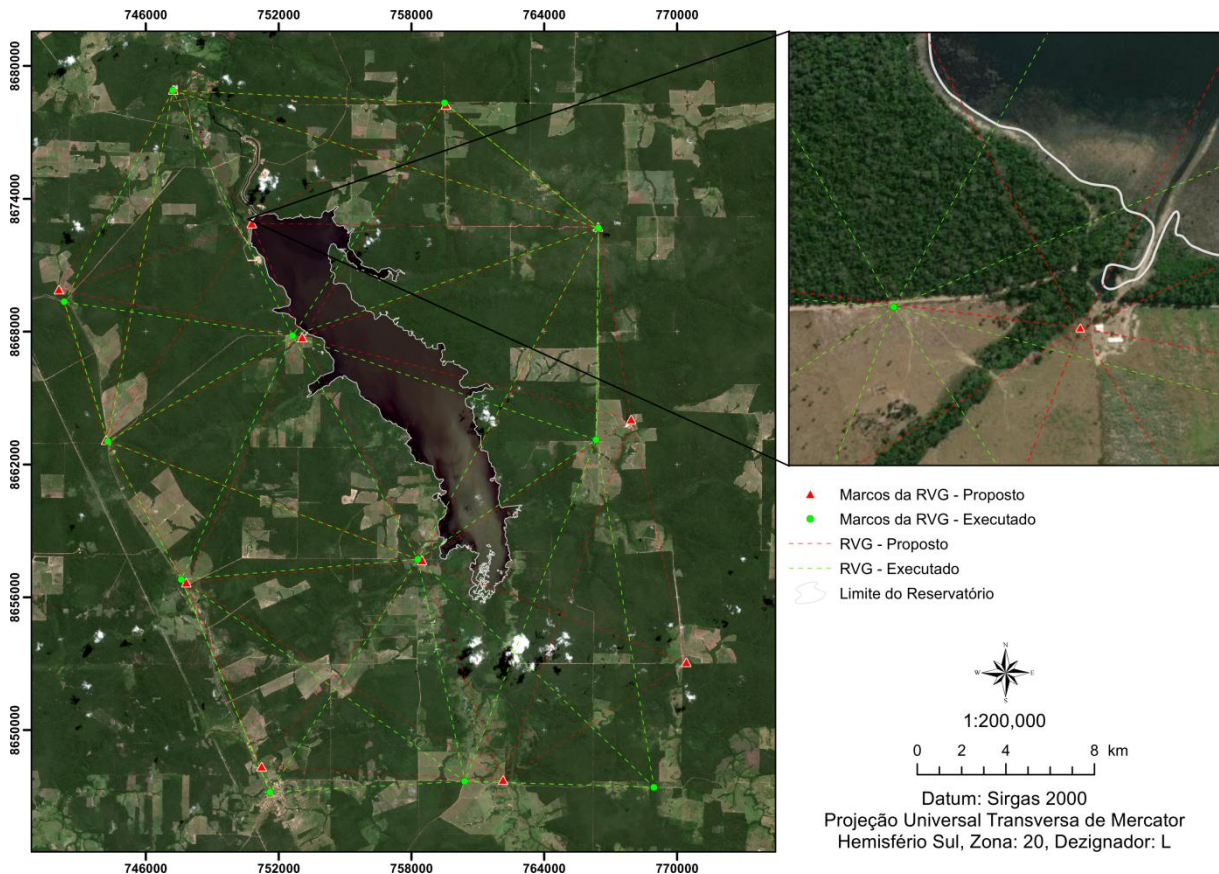 746000 752000 758000 764000 770000
8680000
8674000
8668000
8662000
8656000
8650000
746000 752000 758000 764000 770000
Marcos da RVG - Proposto
Marcos da RVG - Executado
RVG - Proposto
RVG - Executado
Limite do Reservatório
N
W E
S
1:200,000
0 2 4 8 km
Datum: Sirgas 2000
Projeção Universal Transversa de Mercator
Hemisfério Sul, Zona: 20, Dezignador: L